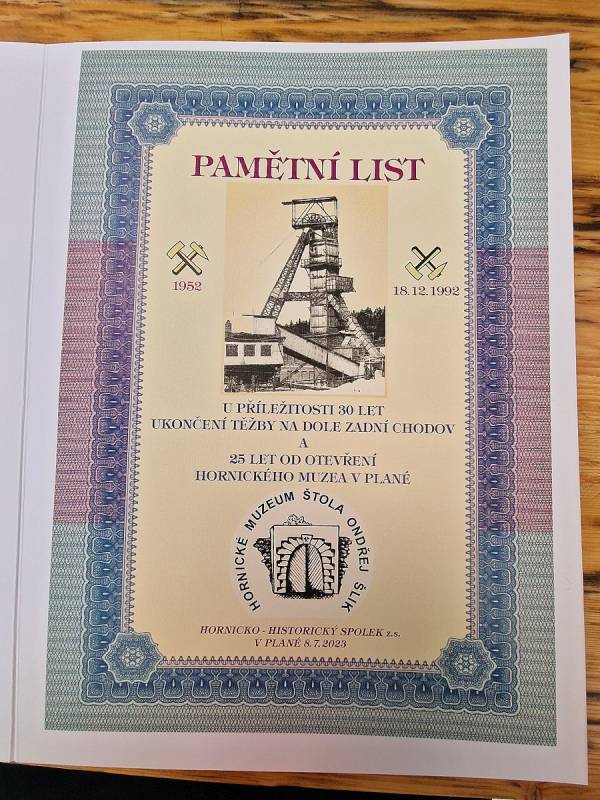 PAMĚTNÍ LIST
1952
18.12.1992
U PŘÍLEŽITOSTI 30 LET
UKONČENÍ TĚŽBY NA DOLE ZADNÍ CHODOV
A
25 LET OD OTEVŘENÍ
HORNICKÉHO MUZEA V PLANÉ
HORNICKÉ MUZEUM ŠTOLA ONDŘEJ ŠLIK
HORNICKO - HISTORICKÝ SPOLEK z.s.
V PLANÉ 8.7.2023